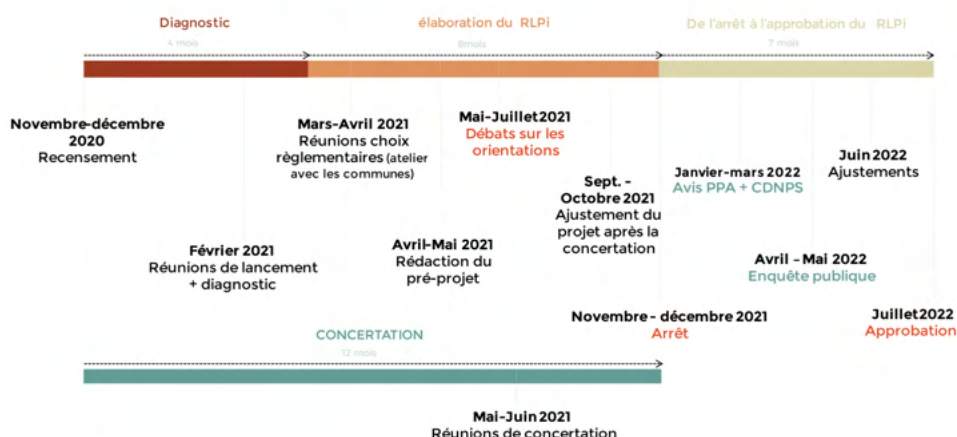 Diagnostic
élaboration du RLPi
De l'arrêt à l'approbation du RLPi
4 mois
8mois
7 mois
Novembre-décembre
2020
Recensement
Mars-Avril 2021
Réunions choix
règlementaires (atelier
avec les communes)
Mai-Juillet2021
Débats sur les
orientations
Sept. –
Octobre 2021
Ajustement du
projet après la
concertation
Janvier-mars 2022
Avis PPA + CDNPS
Juin 2022
Ajustements
Février 2021
Réunions de lancement
+ diagnostic
Avril-Mai 2021
Rédaction du
pré-projet
Avril – Mai 2022
Enquête publique
Novembre – décembre 2021
Arrêt
Juillet2022
Approbation
CONCERTATION
12 mois
Mai-Juin 2021
Réunions de concertation